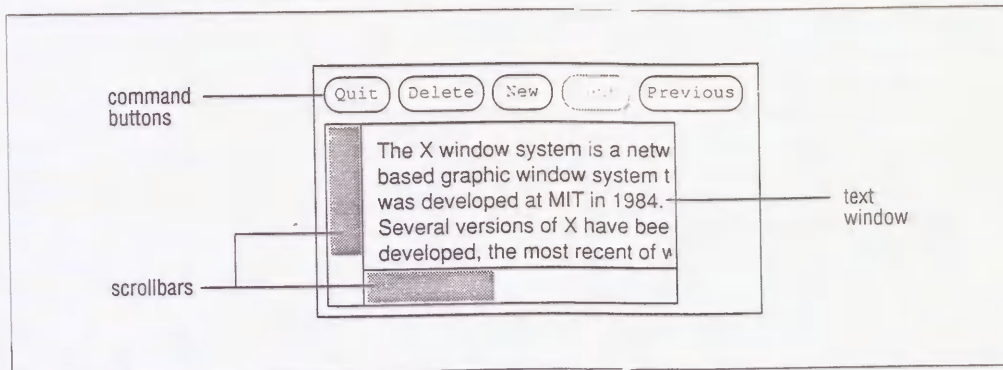 command
buttons
Quit Delete New Previous
The X window system is a netw
based graphic window system t
was developed at MIT in 1984.
Several versions of X have bee
developed, the most recent of w
text
window
scrollbars